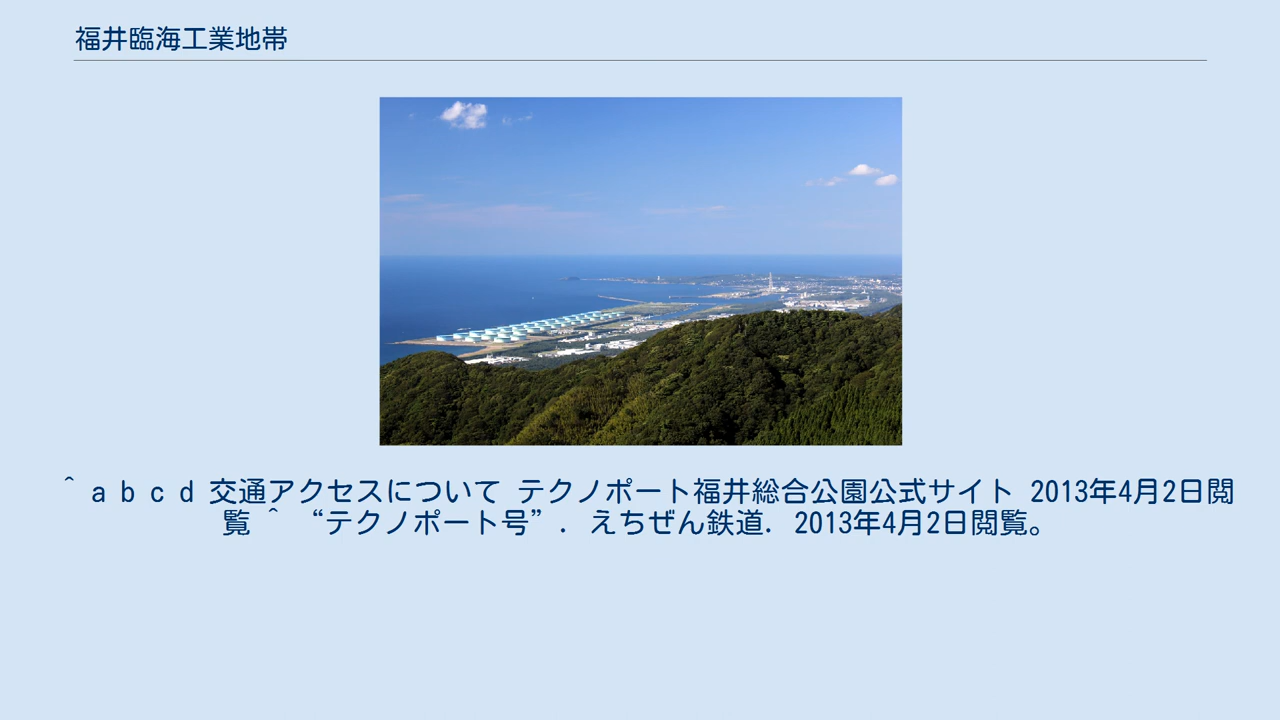 福井臨海工業地帯
^ a b c d 交通アクセスについて テクノポート福井総合公園公式サイト 2013年4月2日閲
覧 ^ “テクノポート号”. えちぜん鉄道. 2013年4月2日閲覧。